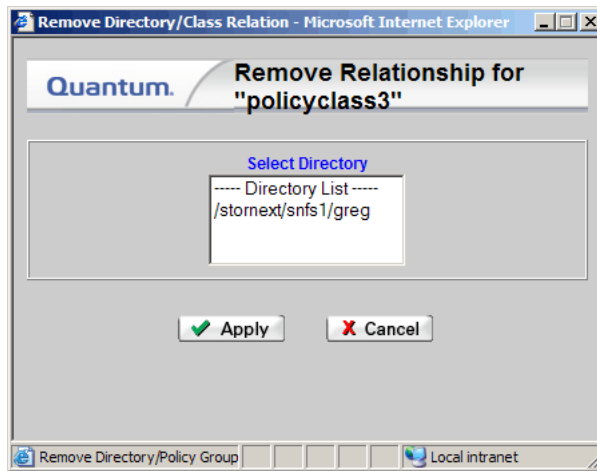 Remove Directory/Class Relation - Microsoft Internet Explorer
Quantum.
Remove Relationship for
"policyclass3"
Select Directory
----- Directory List -----
/stornext/snfs1/greg
Apply
Cancel
Remove Directory/Policy Group
Local intranet